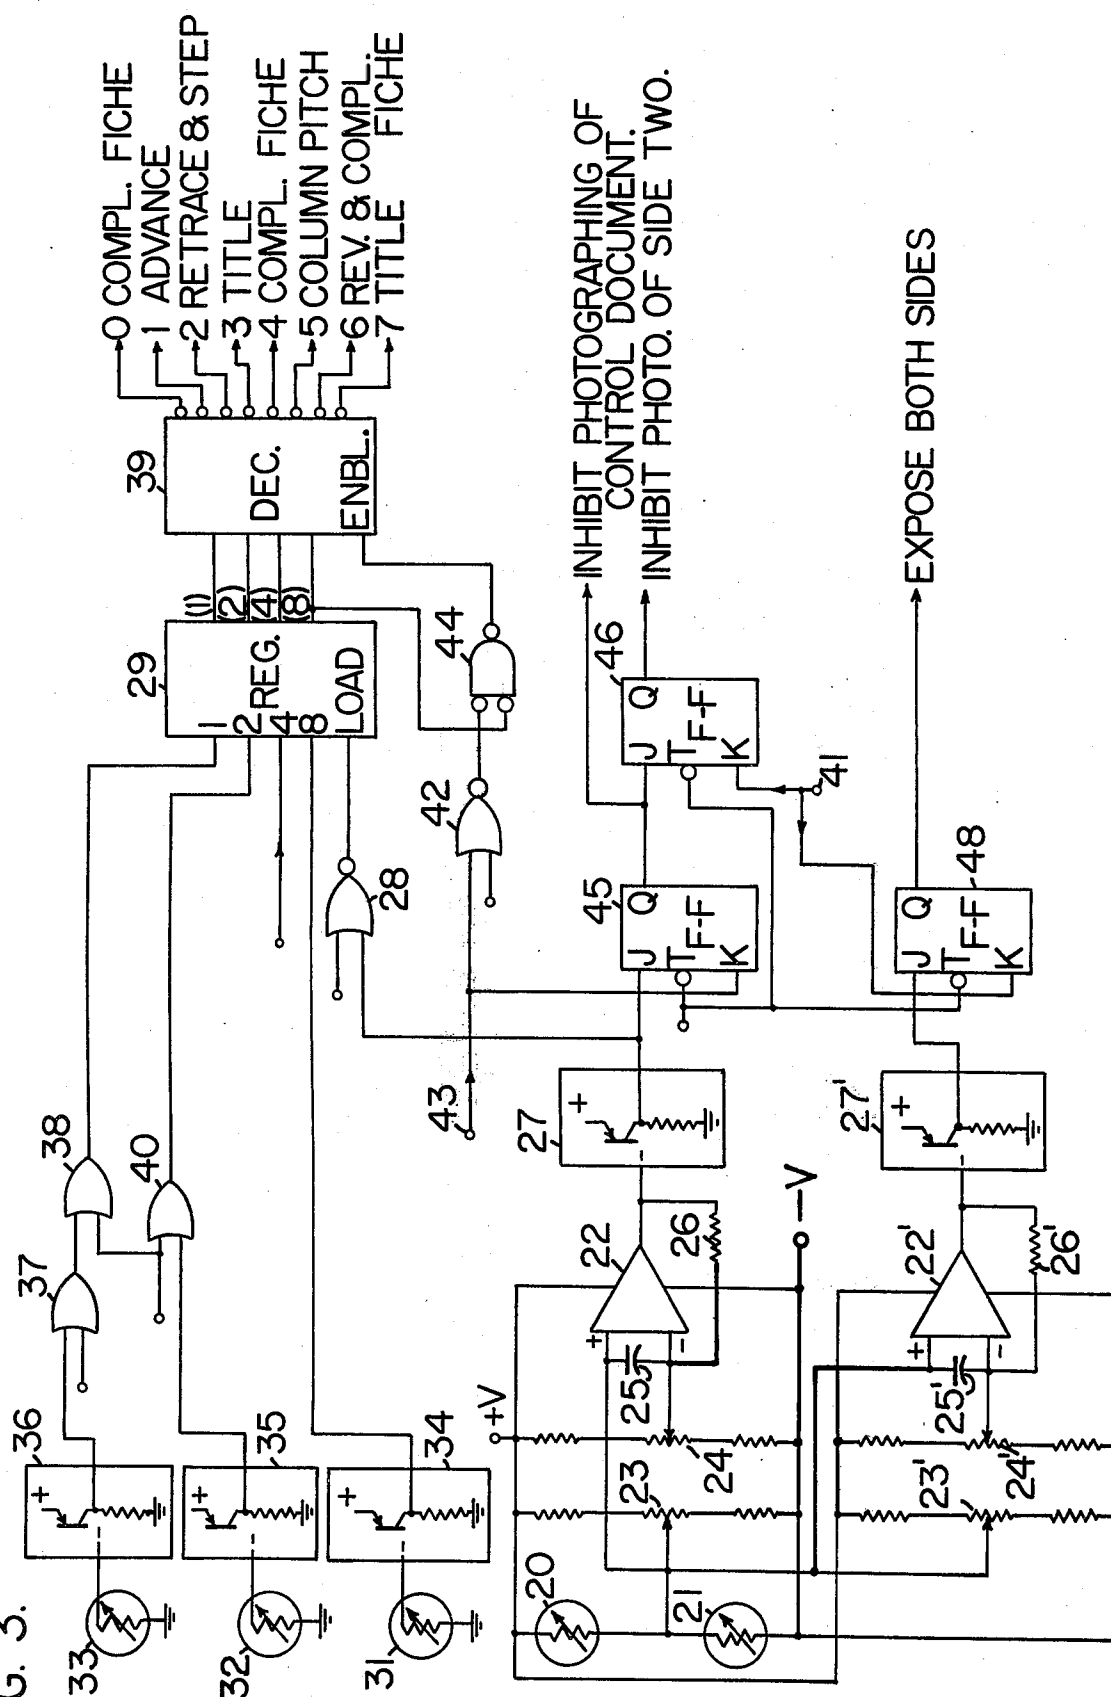 G. 3.
33
36
+
37
38
32
35
+
40
31
34
+
29
1
2
4
8
REG.
LOAD
(1)
(2)
(4)
(8)
39
DEC.
ENBL.
0 COMPL. FICHE
1 ADVANCE
2 RETRACE & STEP
3 TITLE
4 COMPL. FICHE
5 COLUMN PITCH
6 REV. & COMPL. FICHE
7 TITLE
28
42
43
44
+V
20
21
23
24
25
+
-
22
26
-V
27
+
45
J
T
K
Q
F-F
46
J
T
K
Q
F-F
41
INHIBIT PHOTOGRAPHING OF
CONTROL DOCUMENT.
INHIBIT PHOTO. OF SIDE TWO.
23'
24'
25'
+
-
22'
26'
27'
+
48
J
T
K
Q
F-F
EXPOSE BOTH SIDES